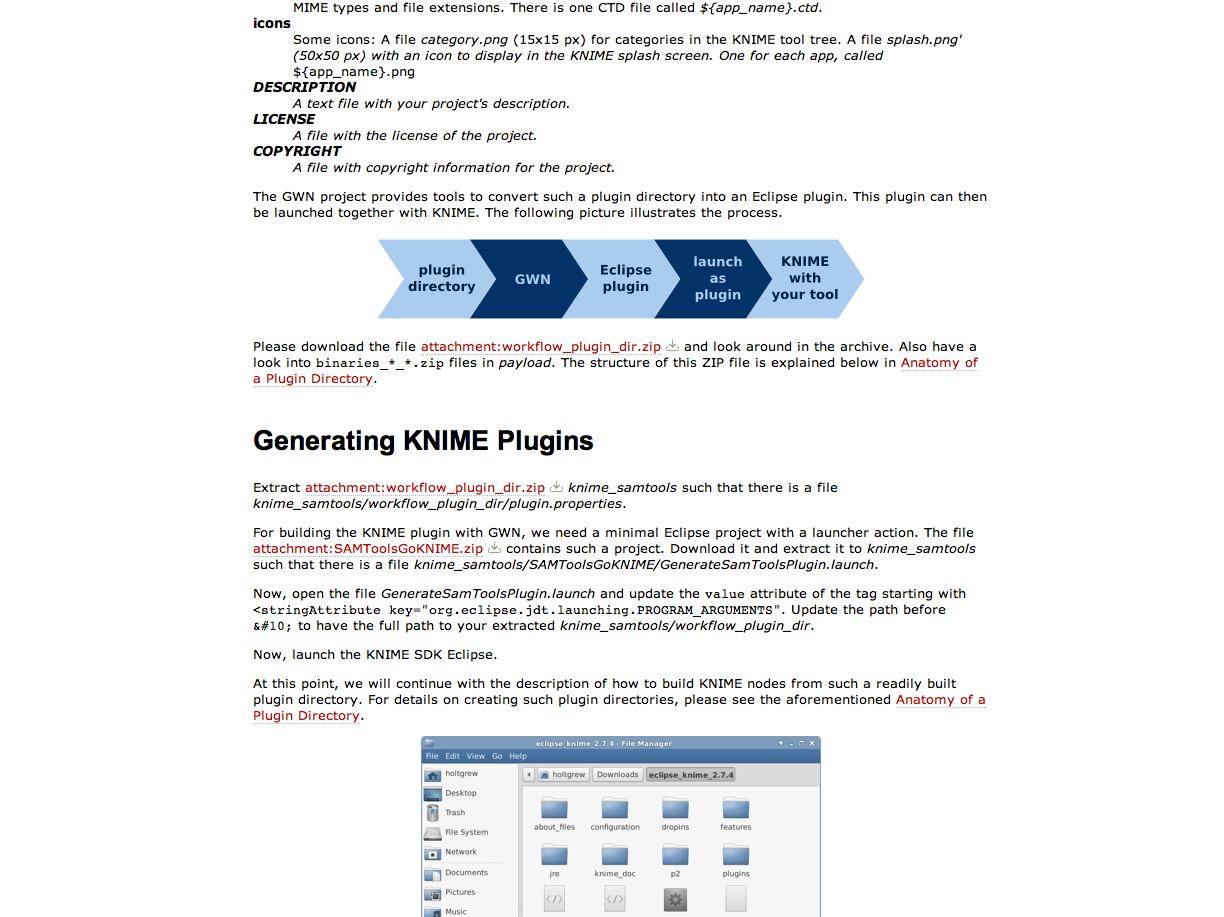 MIME types and file extensions. There is one CTD file called ${app_name}.ctd.
icons
Some icons: A file category.png (15x15 px) for categories in the KNIME tool tree. A file splash.png'
(50x50 px) with an icon to display in the KNIME splash screen. One for each app, called
${app_name}.png
DESCRIPTION
A text file with your project's description.
LICENSE
A file with the license of the project.
COPYRIGHT
A file with copyright information for the project.
The GWN project provides tools to convert such a plugin directory into an Eclipse plugin. This plugin can then
be launched together with KNIME. The following picture illustrates the process.
plugin
directory
GWN
Eclipse
plugin
launch
as
plugin
KNIME
with
your tool
Please download the file attachment:workflow_plugin_dir.zip and look around in the archive. Also have a
look into binaries_*_*.zip files in payload. The structure of this ZIP file is explained below in Anatomy of
a Plugin Directory.
Generating KNIME Plugins
Extract attachment:workflow_plugin_dir.zip knime_samtools such that there is a file
knime_samtools/workflow_plugin_dir/plugin.properties.
For building the KNIME plugin with GWN, we need a minimal Eclipse project with a launcher action. The file
attachment:SAMToolsGoKNIME.zip contains such a project. Download it and extract it to knime_samtools
such that there is a file knime_samtools/SAMToolsGoKNIME/GenerateSamToolsPlugin.launch.
Now, open the file GenerateSamToolsPlugin.launch and update the value attribute of the tag starting with
<stringAttribute key="org.eclipse.jdt.launching.PROGRAM_ARGUMENTS". Update the path before
&#10; to have the full path to your extracted knime_samtools/workflow_plugin_dir.
Now, launch the KNIME SDK Eclipse.
At this point, we will continue with the description of how to build KNIME nodes from such a readily built
plugin directory. For details on creating such plugin directories, please see the aforementioned Anatomy of a
Plugin Directory.
eclipse_knime_2.7.4 - File Manager
File Edit View Go Help
holtgrew
Desktop
Trash
File System
Network
Documents
Pictures
Music
holtgrew Downloads eclipse_knime_2.7.4
about_files configuration dropins features
jre knime_doc p2 plugins
</> </>